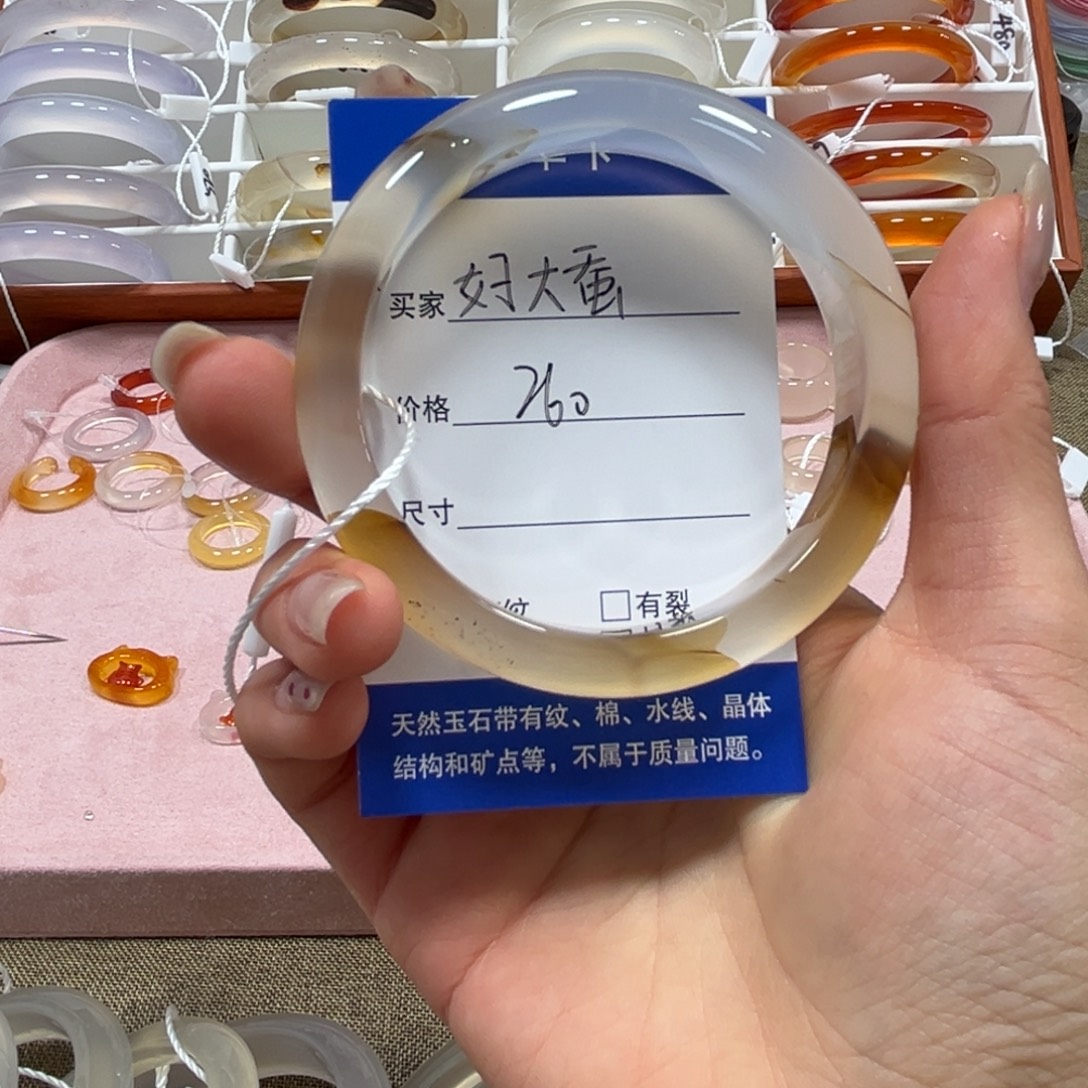 买家 好大蚕
价格 260
尺寸
纹
有裂
天然玉石带有纹、棉、水线、晶体
结构和矿点等，不属于质量问题。